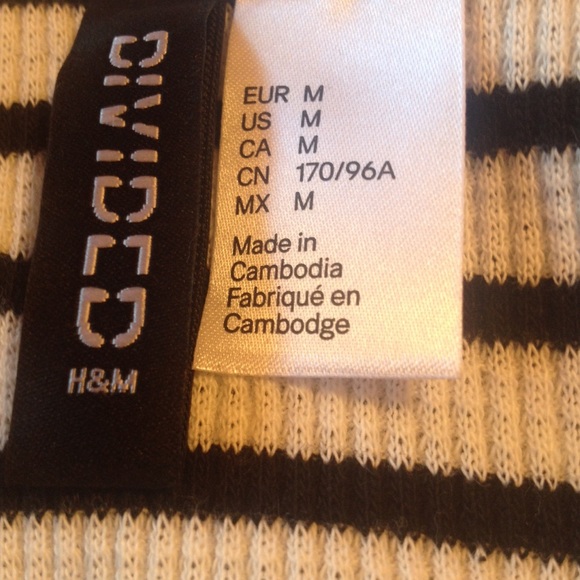 DIVIDED
H&M
EUR M
US M
CA M
CN 170/96A
MX M
Made in
Cambodia
Fabriqué en
Cambodge